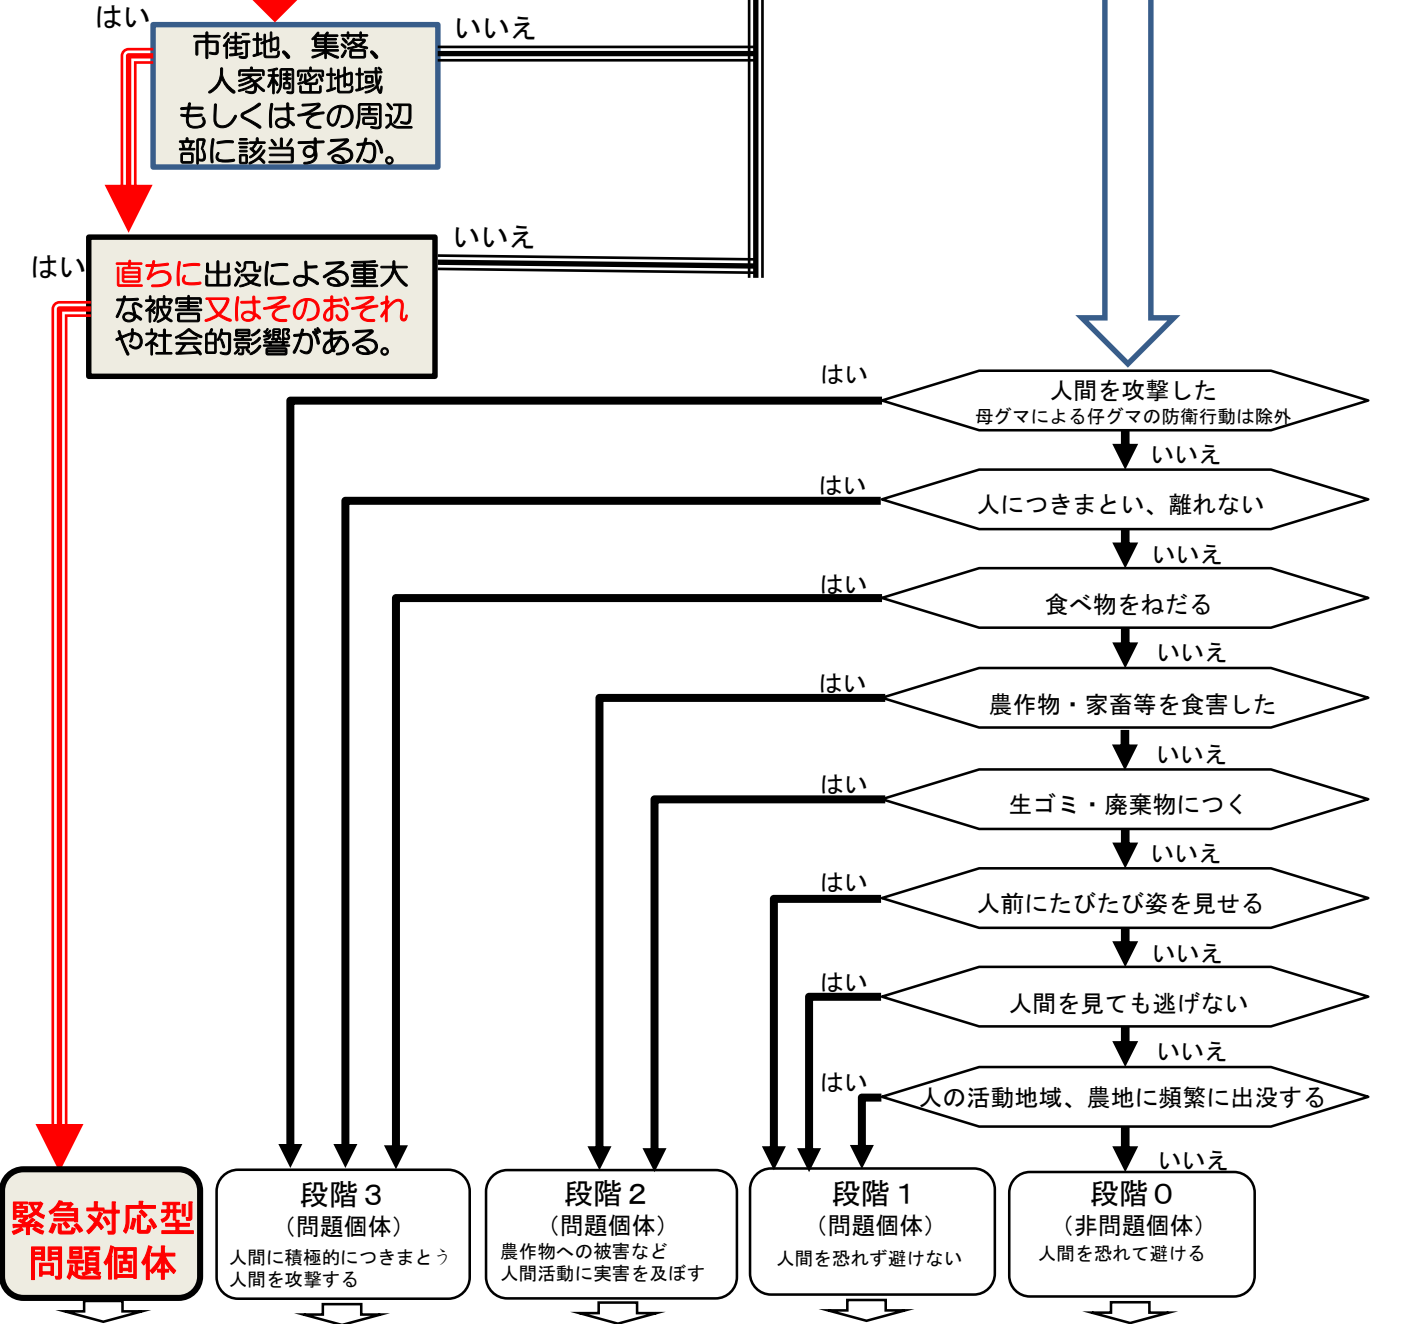 はい
いいえ
市街地、集落、
人家稠密地域
もしくはその周辺
部に該当するか。
いいえ
はい
直ちに出没による重大
な被害又はそのおそれ
や社会的影響がある。
はい
人間を攻撃した
母グマによる仔グマの防衛行動は除外
いいえ
はい
人につきまとい、離れない
いいえ
はい
食べ物をねだる
いいえ
はい
農作物・家畜等を食害した
いいえ
はい
生ゴミ・廃棄物につく
いいえ
はい
人前にたびたび姿を見せる
いいえ
はい
人間を見ても逃げない
いいえ
はい
人の活動地域、農地に頻繁に出没する
いいえ
緊急対応型
問題個体
段階３
（問題個体）
人間に積極的につきまとう
人間を攻撃する
段階２
（問題個体）
農作物への被害など
人間活動に実害を及ぼす
段階１
（問題個体）
人間を恐れず避けない
段階０
（非問題個体）
人間を恐れて避ける